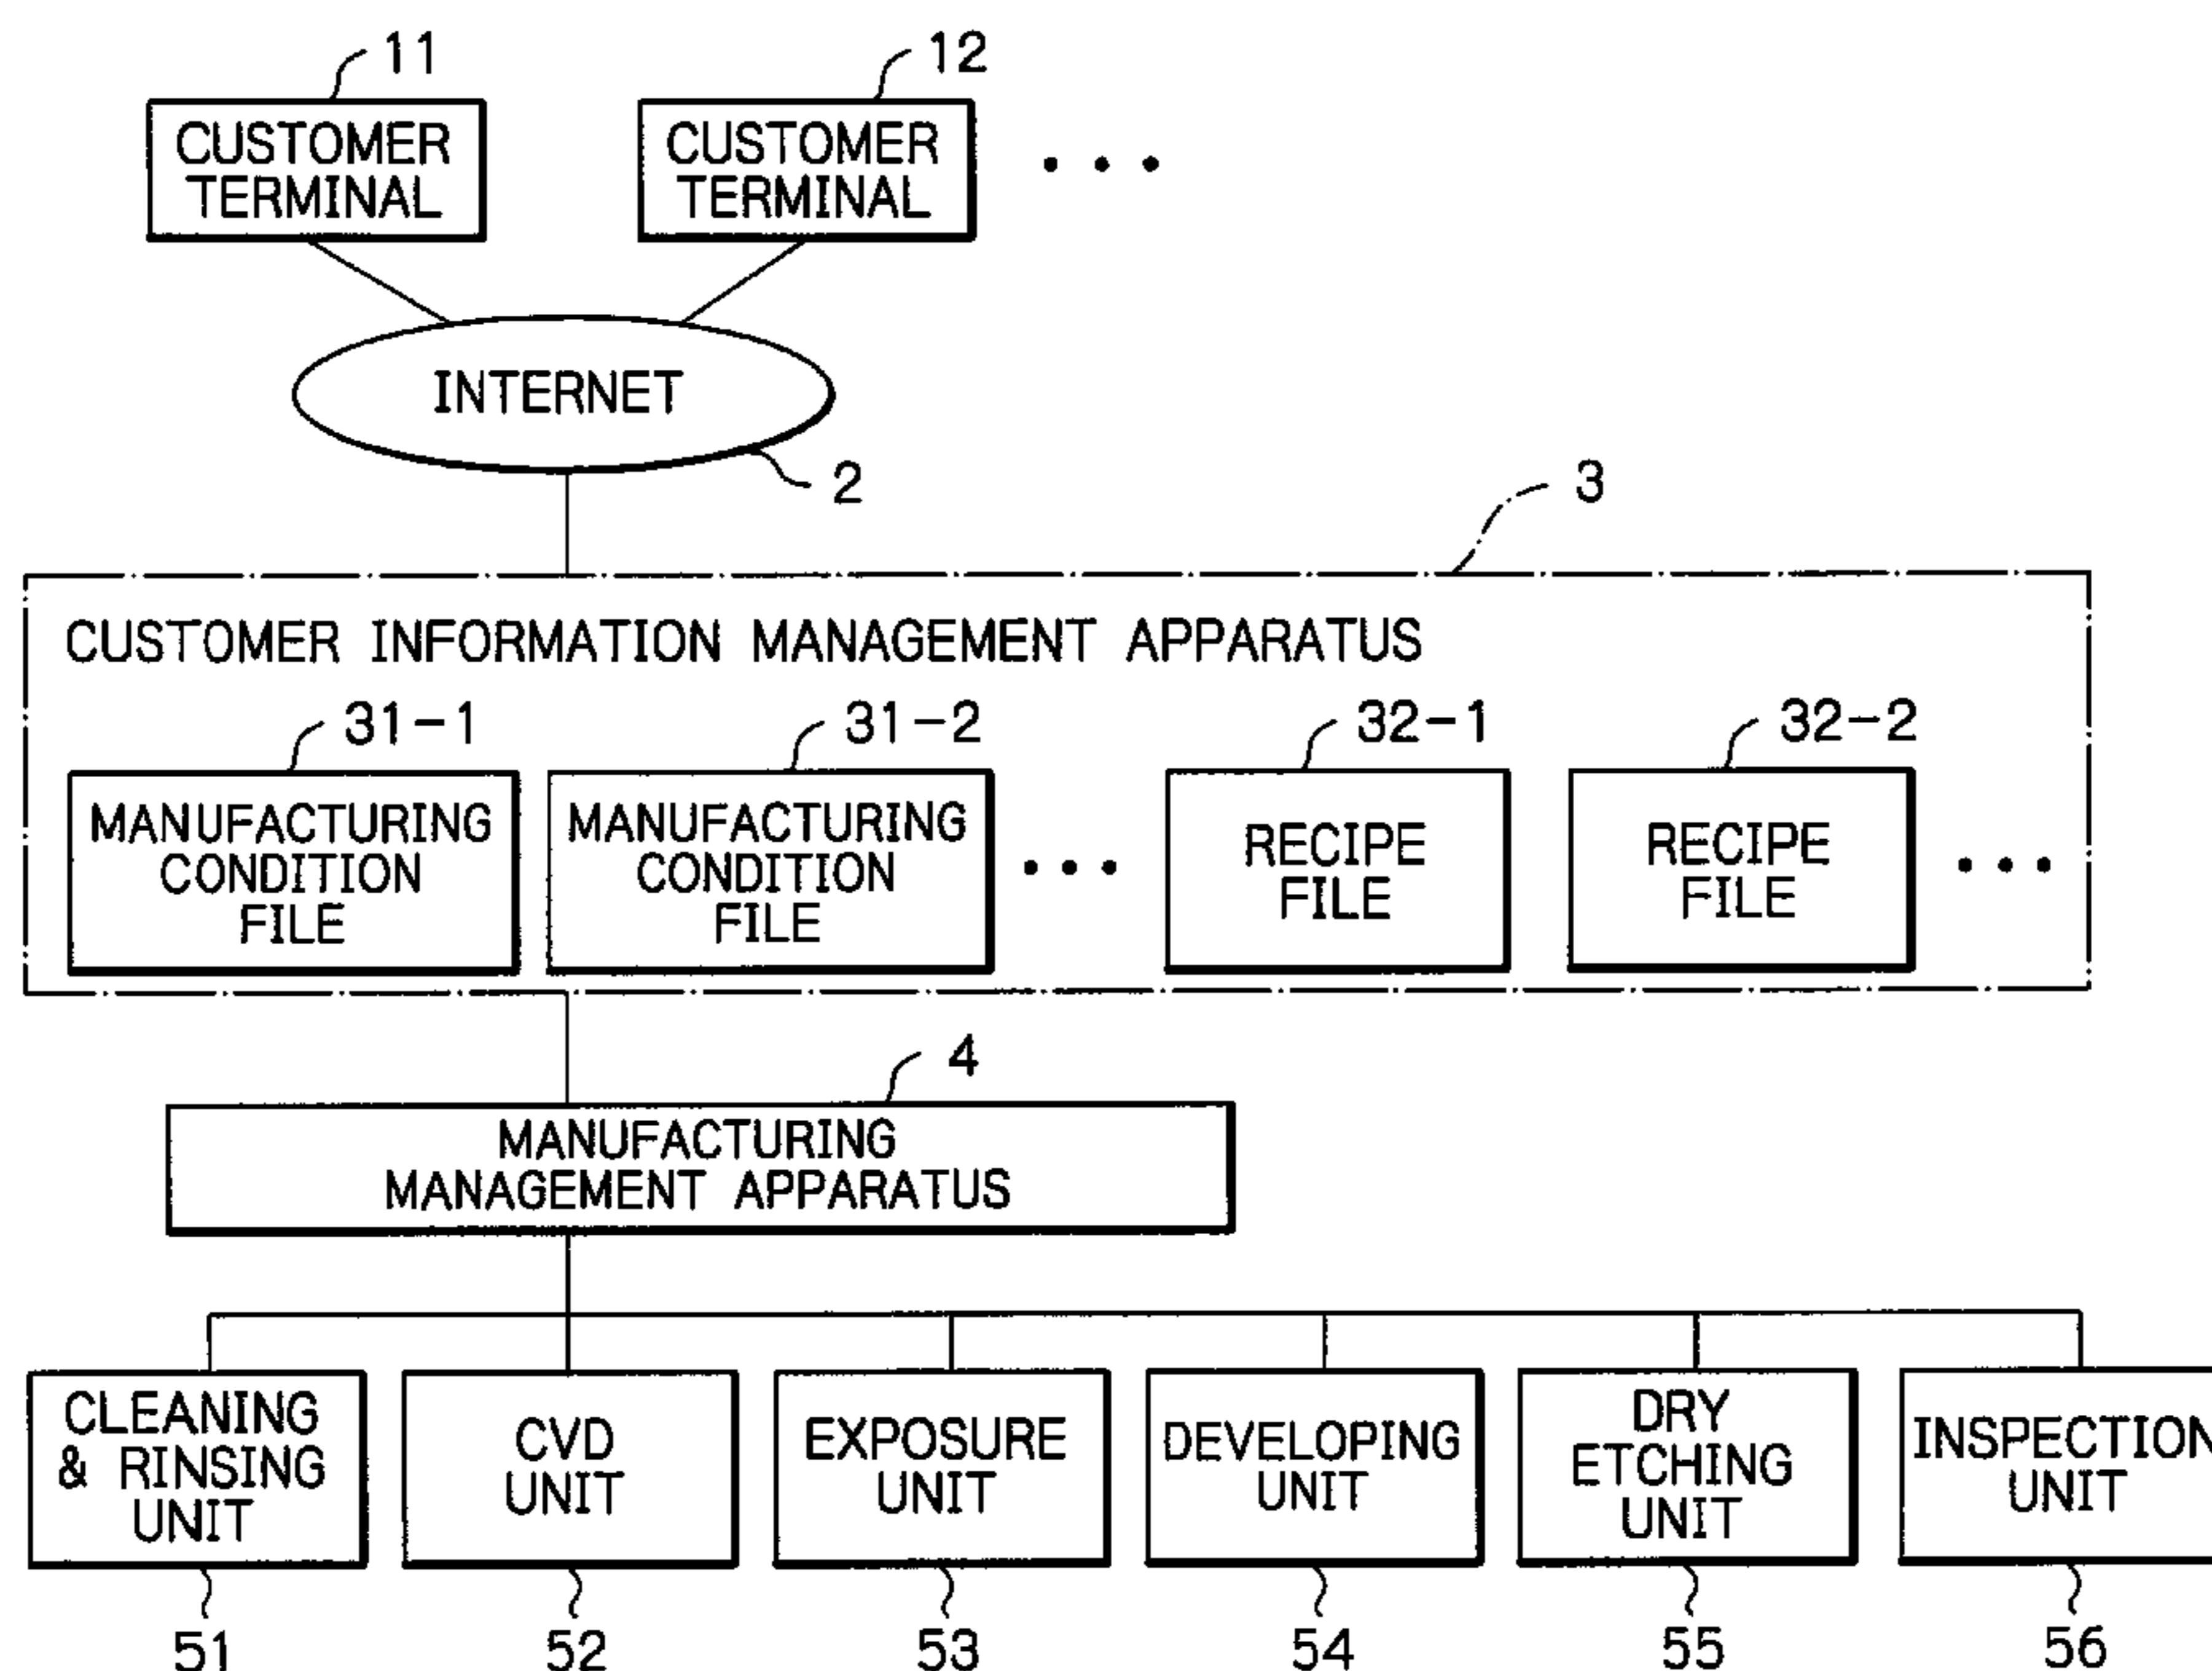 11
12
CUSTOMER
TERMINAL
CUSTOMER
TERMINAL
• • •
INTERNET
2
3
CUSTOMER INFORMATION MANAGEMENT APPARATUS
31-1
31-2
32-1
32-2
MANUFACTURING
CONDITION
FILE
MANUFACTURING
CONDITION
FILE
• • •
RECIPE
FILE
RECIPE
FILE
• • •
4
MANUFACTURING
MANAGEMENT APPARATUS
CLEANING
& RINSING
UNIT
CVD
UNIT
EXPOSURE
UNIT
DEVELOPING
UNIT
DRY
ETCHING
UNIT
INSPECTION
UNIT
51
52
53
54
55
56